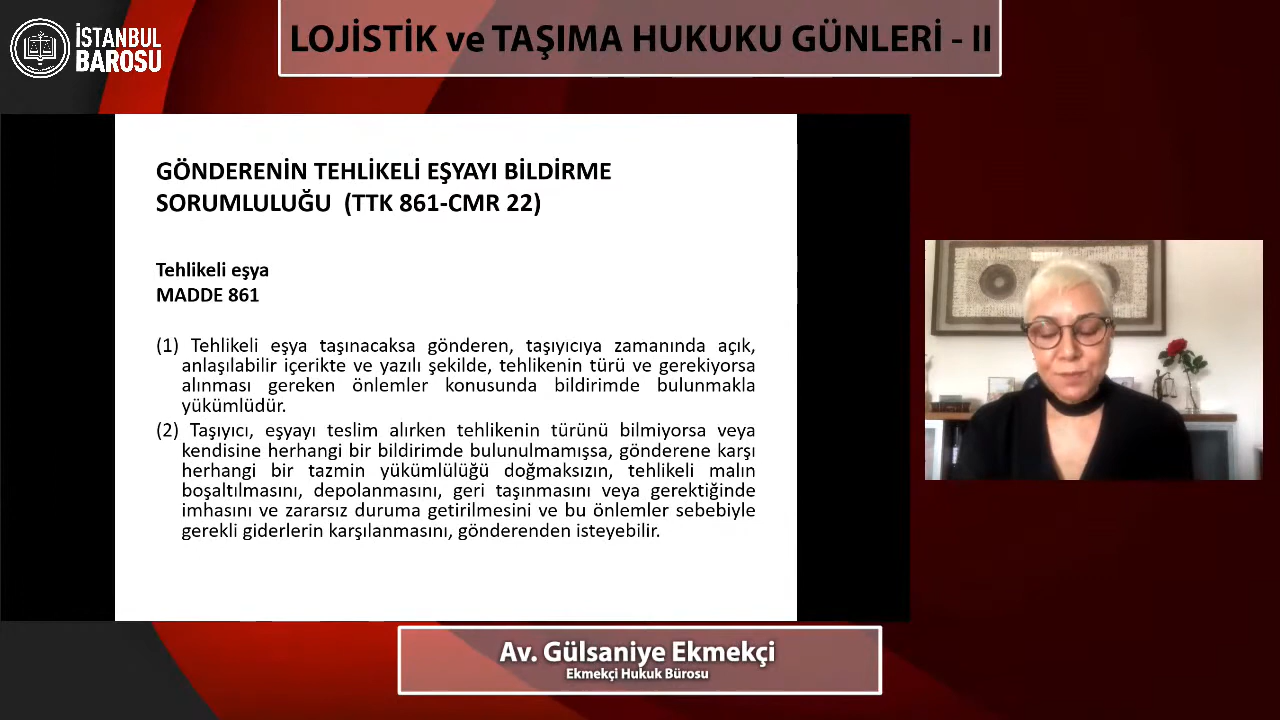 İSTANBUL
BAROSU
LOJİSTİK ve TAŞIMA HUKUKU GÜNLERİ - II
GÖNDERENİN TEHLİKELİ EŞYAYI BİLDİRME
SORUMLULUĞU (TTK 861-CMR 22)
Tehlikeli eşya
MADDE 861
(1) Tehlikeli eşya taşınacaksa gönderen, taşıyıcıya zamanında açık,
anlaşılabilir içerikte ve yazılı şekilde, tehlikenin türü ve gerekiyorsa
alınması gereken önlemler konusunda bildirimde bulunmakla
yükümlüdür.
(2) Taşıyıcı, eşyayı teslim alırken tehlikenin türünü bilmiyorsa veya
kendisine herhangi bir bildirimde bulunulmamışsa, gönderene karşı
herhangi bir tazmin yükümlülüğü doğmaksızın, tehlikeli malın
boşaltılmasını, depolanmasını, geri taşınmasını veya gerektiğinde
imhasını ve zararsız duruma getirilmesini ve bu önlemler sebebiyle
gerekli giderlerin karşılanmasını, gönderenden isteyebilir.
Av. Gülsaniye Ekmekçi
Ekmekçi Hukuk Bürosu